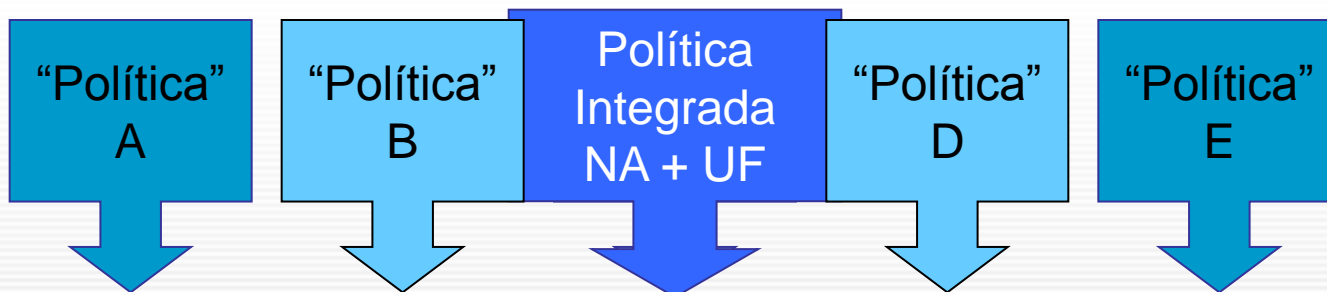 “Política”
A
“Política”
B
Política
Integrada
NA + UF
“Política”
D
“Política”
E